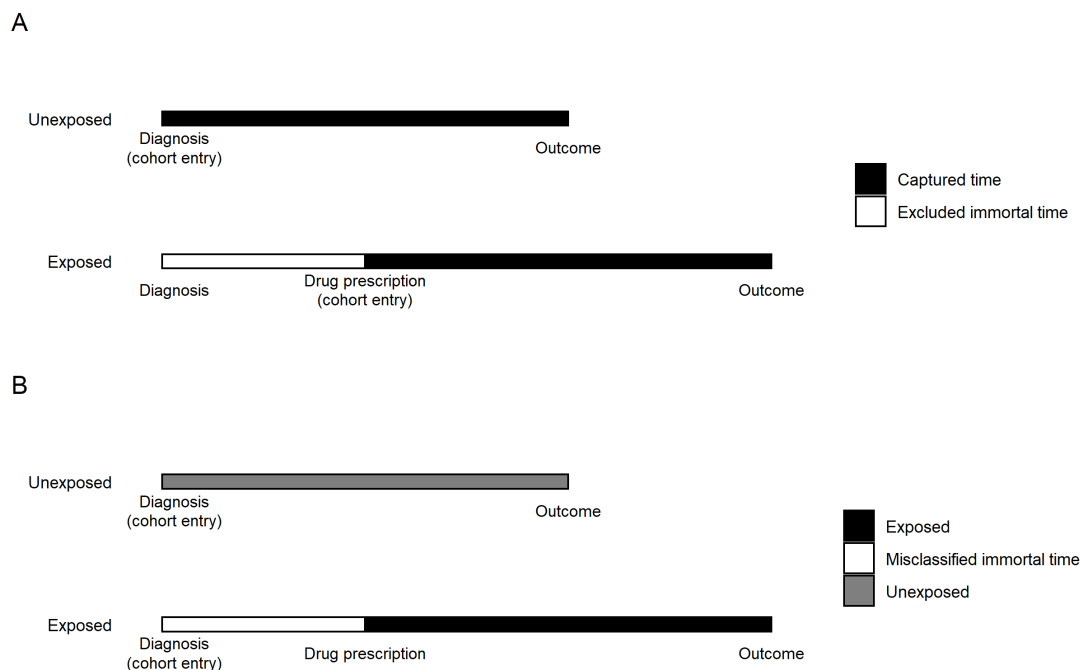 A
Unexposed
Diagnosis
(cohort entry)
Outcome
Captured time
Excluded immortal time
Exposed
Diagnosis
Drug prescription
(cohort entry)
Outcome
B
Unexposed
Diagnosis
(cohort entry)
Outcome
Exposed
Misclassified immortal time
Unexposed
Exposed
Diagnosis
(cohort entry)
Drug prescription
Outcome